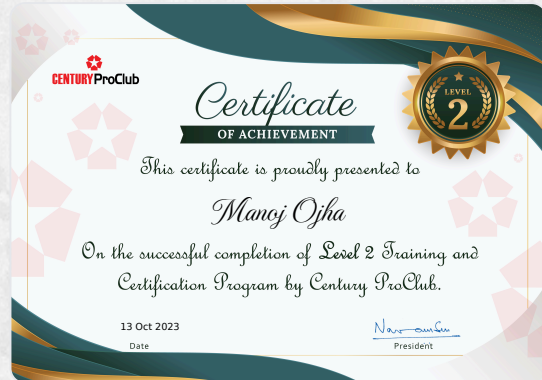 CENTURY ProClub
Certificate
OF ACHIEVEMENT
LEVEL
2
This certificate is proudly presented to
Manoj Ojha
On the successful completion of Level 2 Training and
Certification Program by Century ProClub.
13 Oct 2023
Date
President